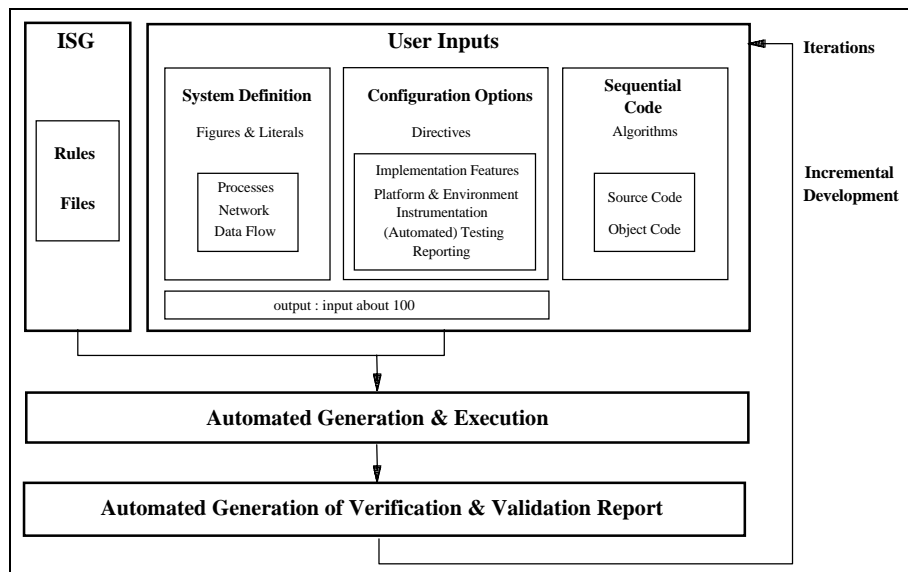 ISG
Rules
Files
User Inputs
System Definition
Figures & Literals
Processes
Network
Data Flow
Configuration Options
Directives
Implementation Features
Platform & Environment
Instrumentation
(Automated) Testing
Reporting
Sequential
Code
Algorithms
Source Code
Object Code
output : input about 100
Iterations
Incremental
Development
Automated Generation & Execution
Automated Generation of Verification & Validation Report